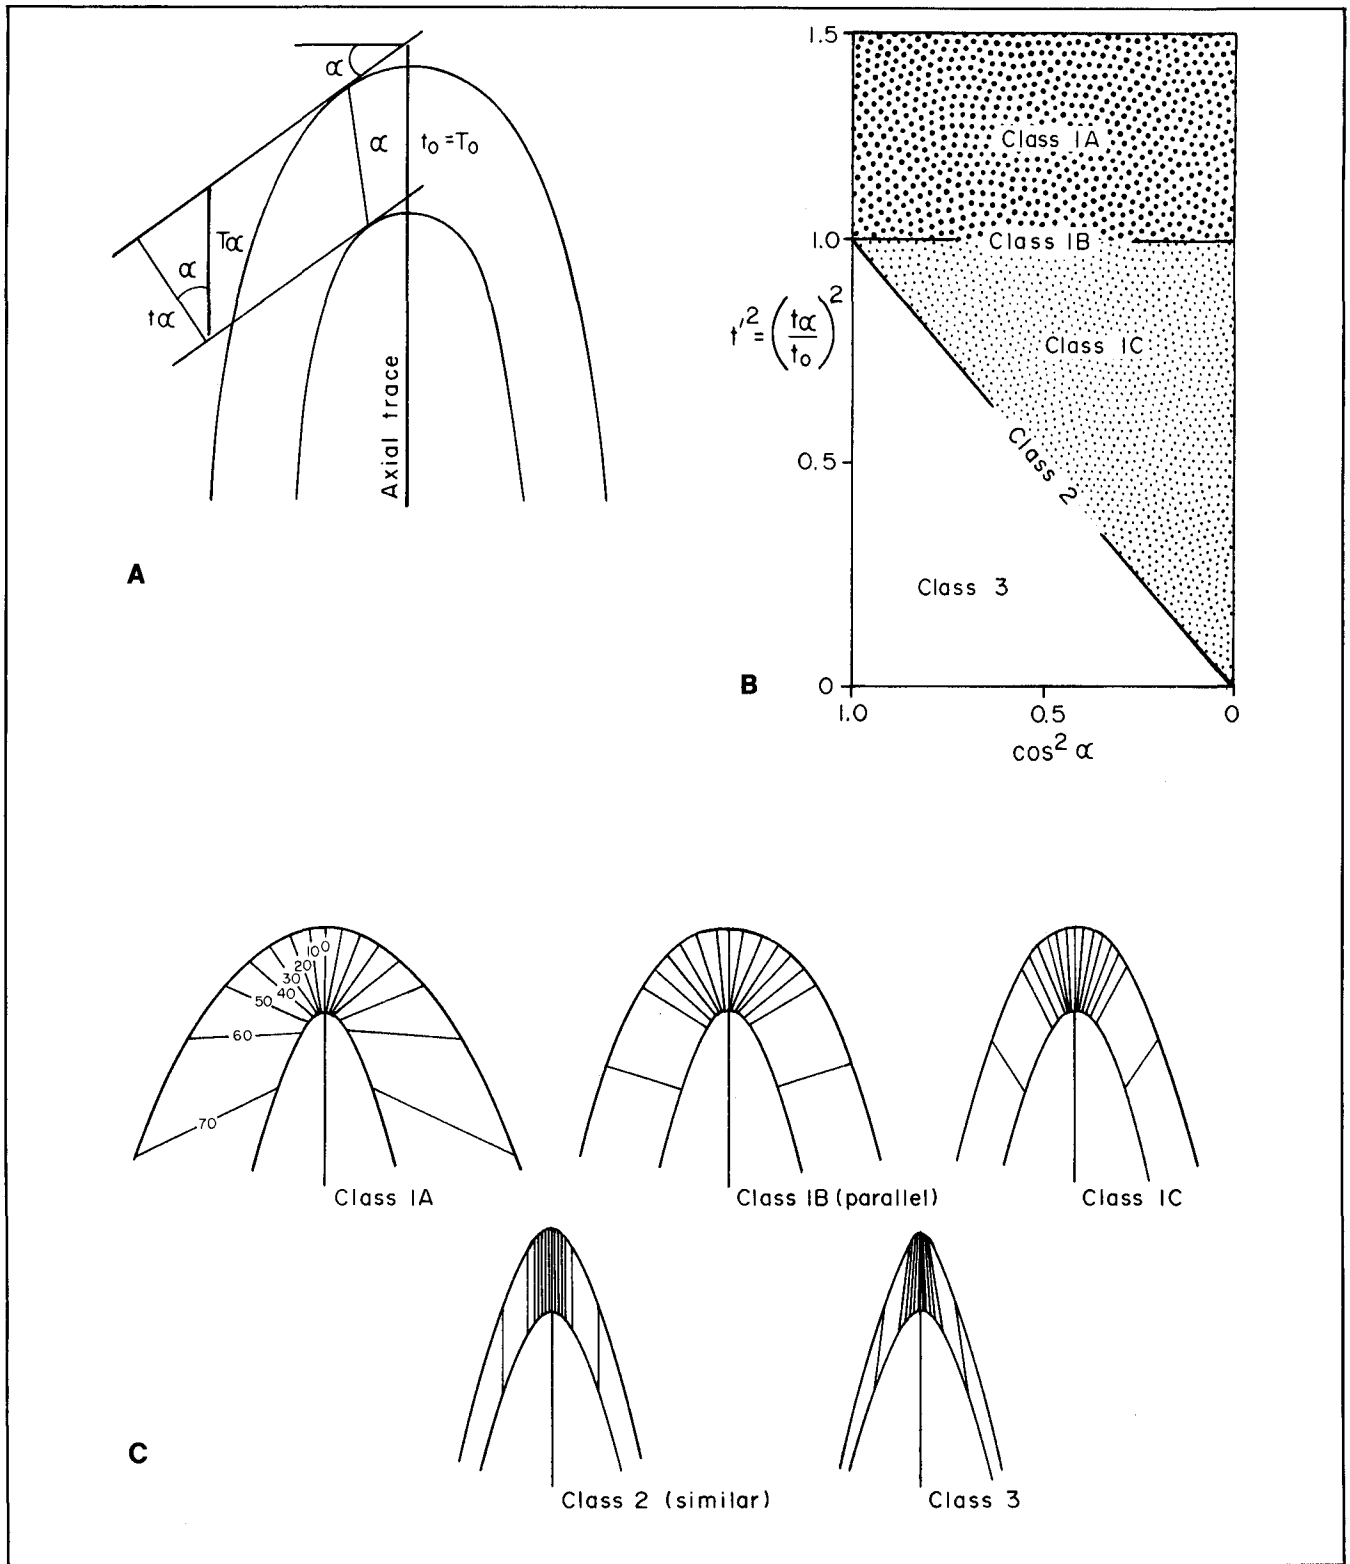 α
α
t₀ = T₀
Tα
α
tα
Axial trace
A
1.5
Class 1A
1.0
Class 1B
t'² = (tα / t₀)²
Class 1C
0.5
Class 2
Class 3
0
B
1.0
0.5
0
cos² α
10 0
20
30
40
50
60
70
Class 1A
Class 1B (parallel)
Class 1C
Class 2 (similar)
Class 3
C